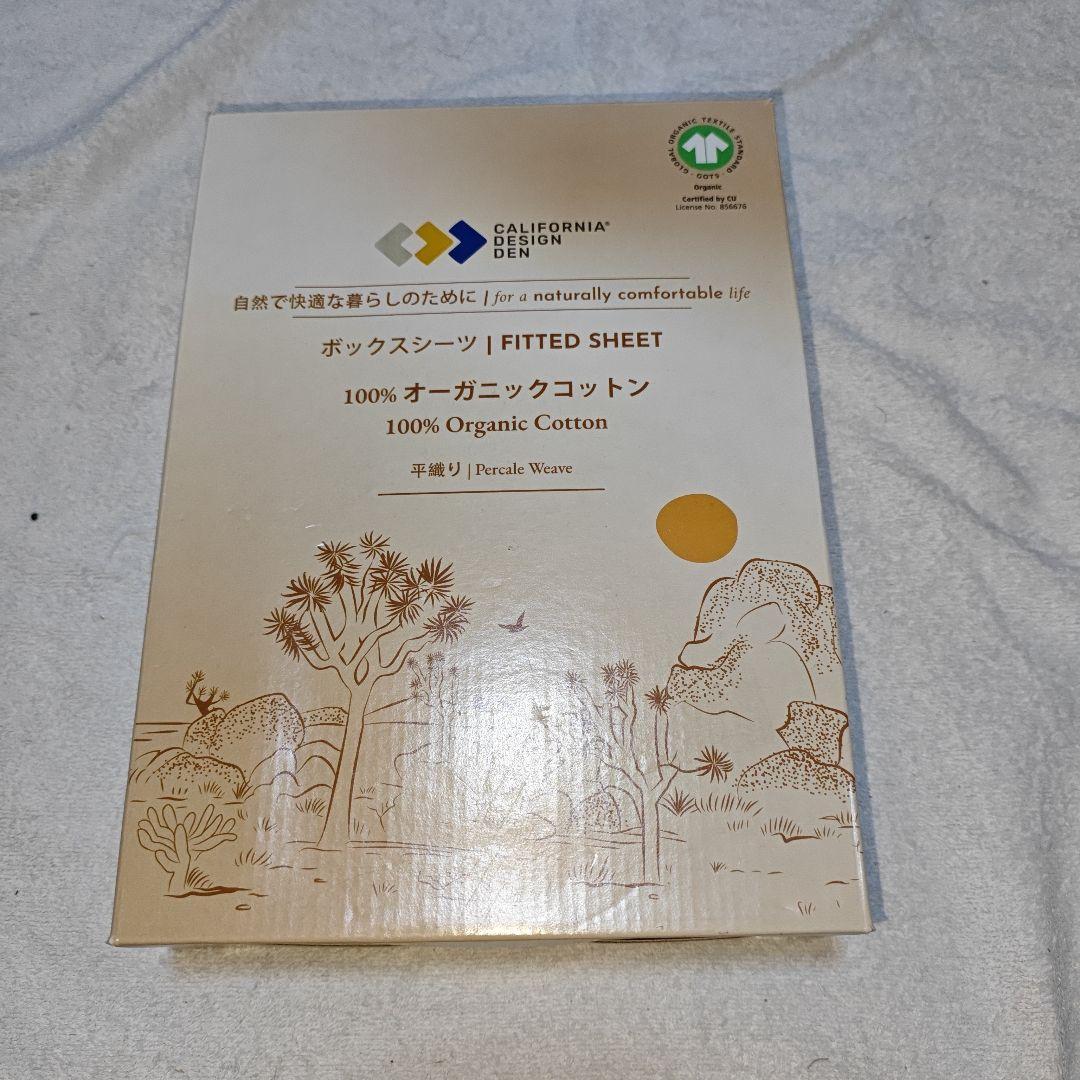 GLOBAL ORGANIC TEXTILE STANDARD · GOTS ·
Organic
Certified by CU
License No. 856676
CALIFORNIA®
DESIGN
DEN
自然で快適な暮らしのために | for a naturally comfortable life
ボックスシーツ | FITTED SHEET
100% オーガニックコットン
100% Organic Cotton
平織り | Percale Weave